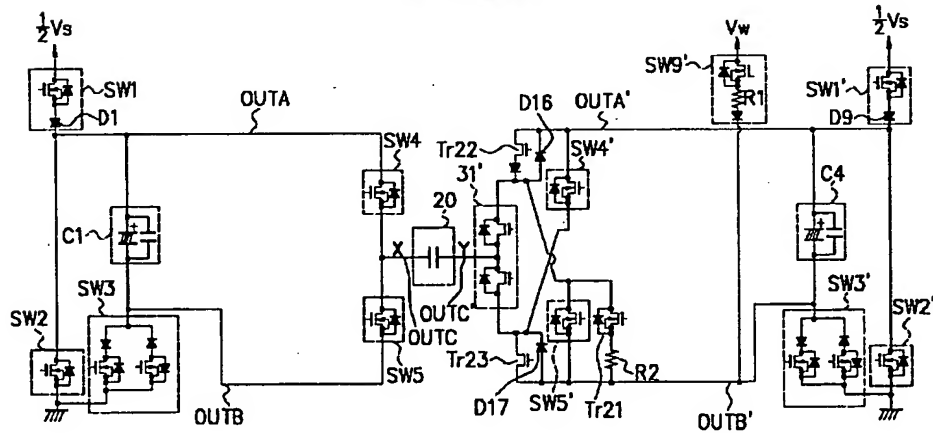 ½Vs
SW1
D1
OUTA
SW4
20
C1
SW3
SW2
OUTB
X
Y
OUTC
OUTC'
SW5
31'
Tr22
D16
OUTA'
SW4'
Tr23
D17
SW5'
Tr21
R2
Vw
SW9'
L
R1
½Vs
SW1'
D9
C4
SW3'
SW2'
OUTB'
+
+